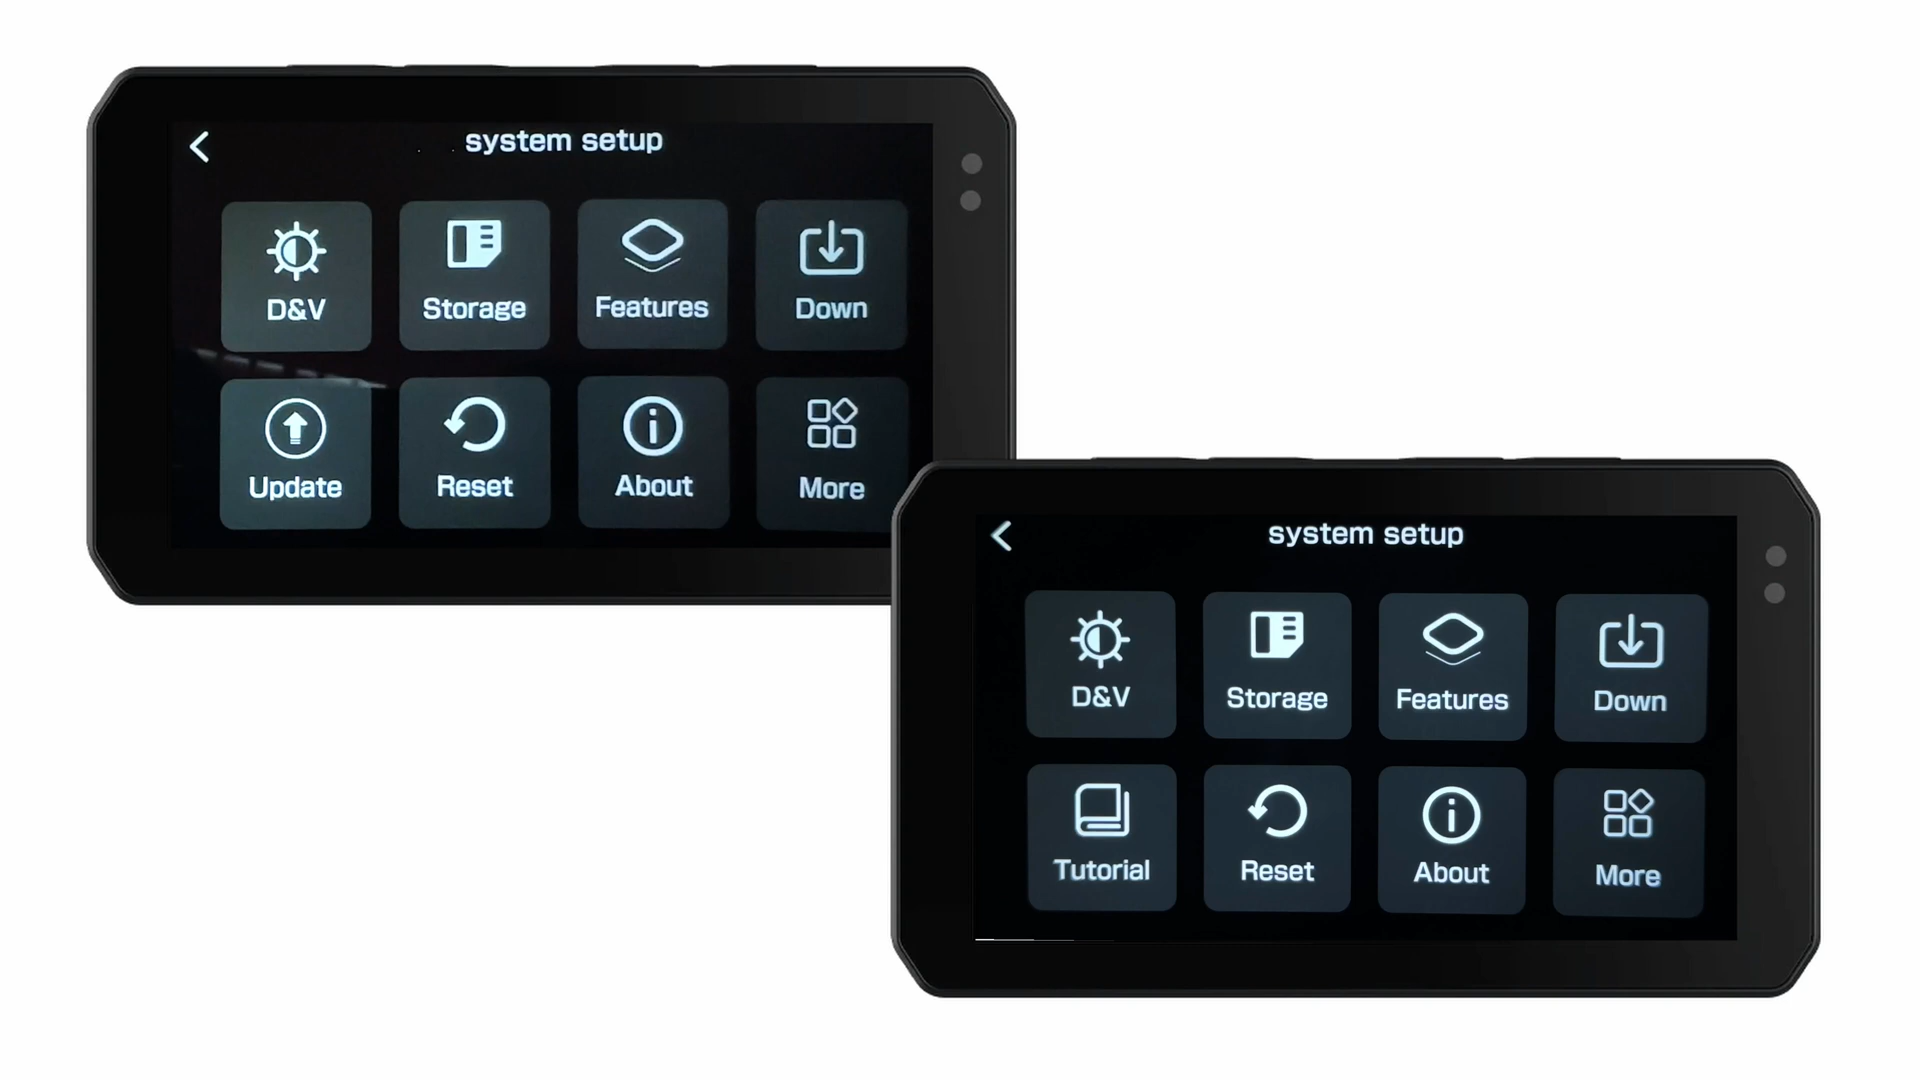 system setup
D&V
Storage
Features
Down
Update
Reset
About
More
system setup
D&V
Storage
Features
Down
Tutorial
Reset
About
More